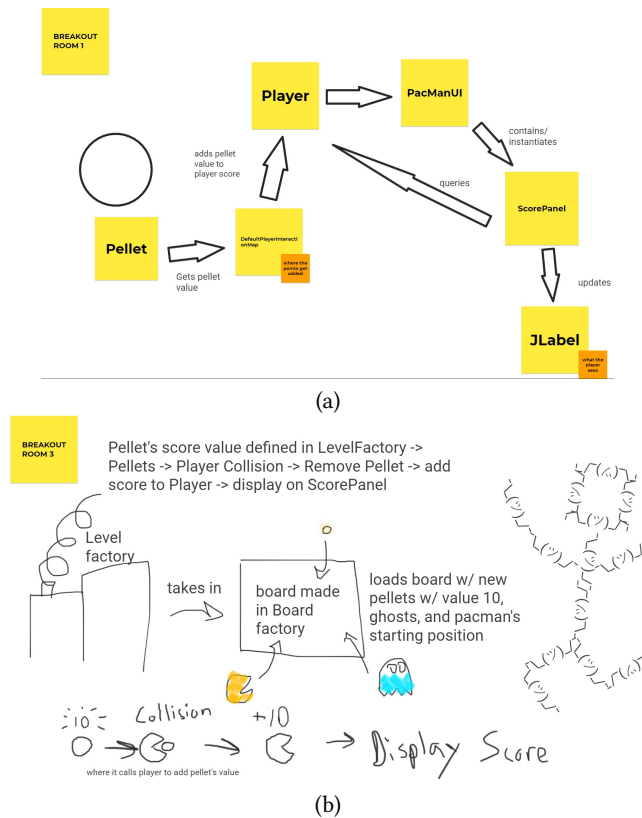 BREAKOUT
ROOM 1
Player
PacManUI
contains/
instantiates
adds pellet
value to
player score
queries
ScorePanel
Pellet
DefaultPlayerInteracti
onMap
where the
points get
added
Gets pellet
value
updates
JLabel
what the
player
sees
(a)
BREAKOUT
ROOM 3
Pellet's score value defined in LevelFactory ->
Pellets -> Player Collision -> Remove Pellet -> add
score to Player -> display on ScorePanel
Level
factory
takes in
board made
in Board
factory
loads board w/ new
pellets w/ value 10,
ghosts, and pacman's
starting position
10
Collision
+10
Display Score
where it calls player to add pellet's value
(b)